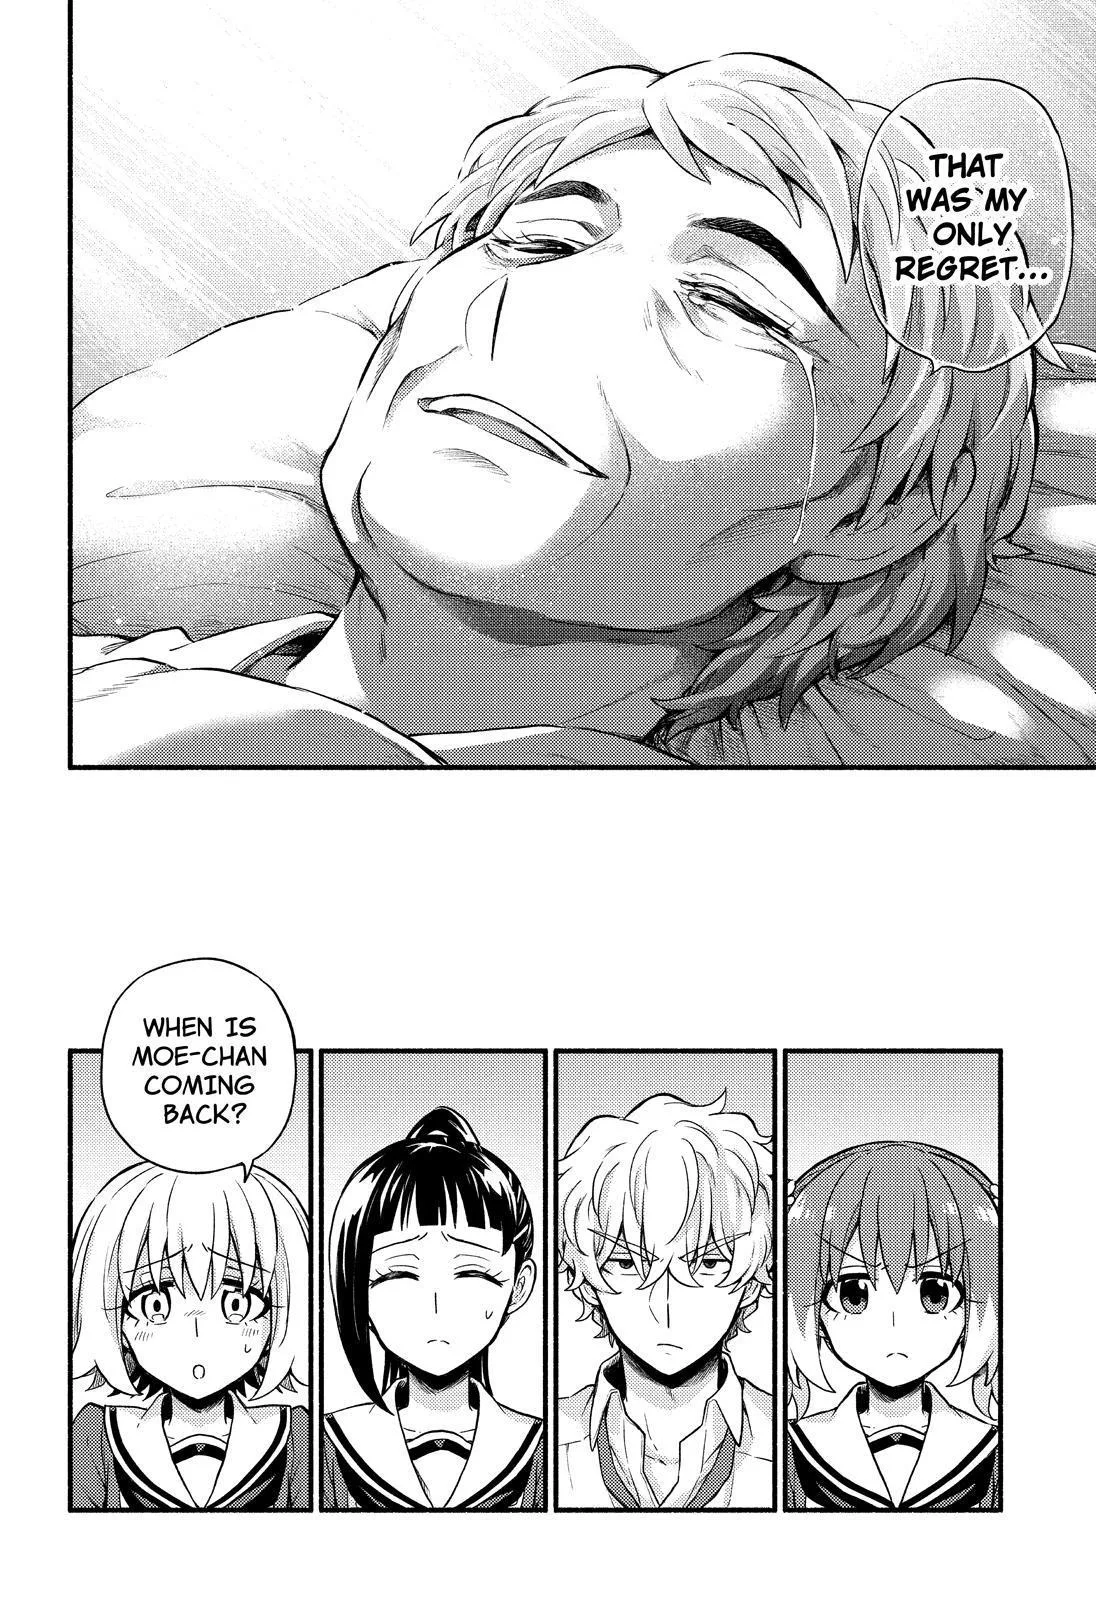 THAT
WAS MY
ONLY
REGRET...
WHEN IS
MOE-CHAN
COMING
BACK?